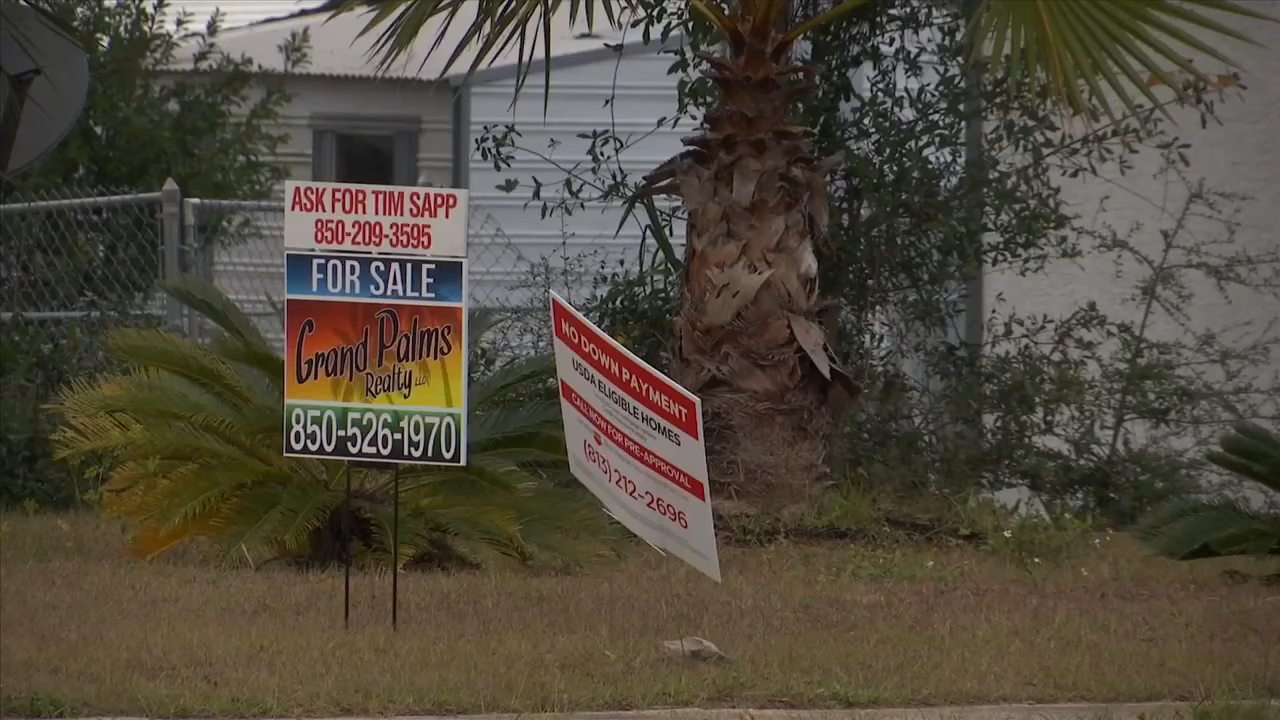 ASK FOR TIM SAPP
850-209-3595
FOR SALE
Grand Palms
Realty LLC
850-526-1970
NO DOWN PAYMENT
USDA ELIGIBLE HOMES
CALL NOW FOR PRE-APPROVAL
(813) 212-2696